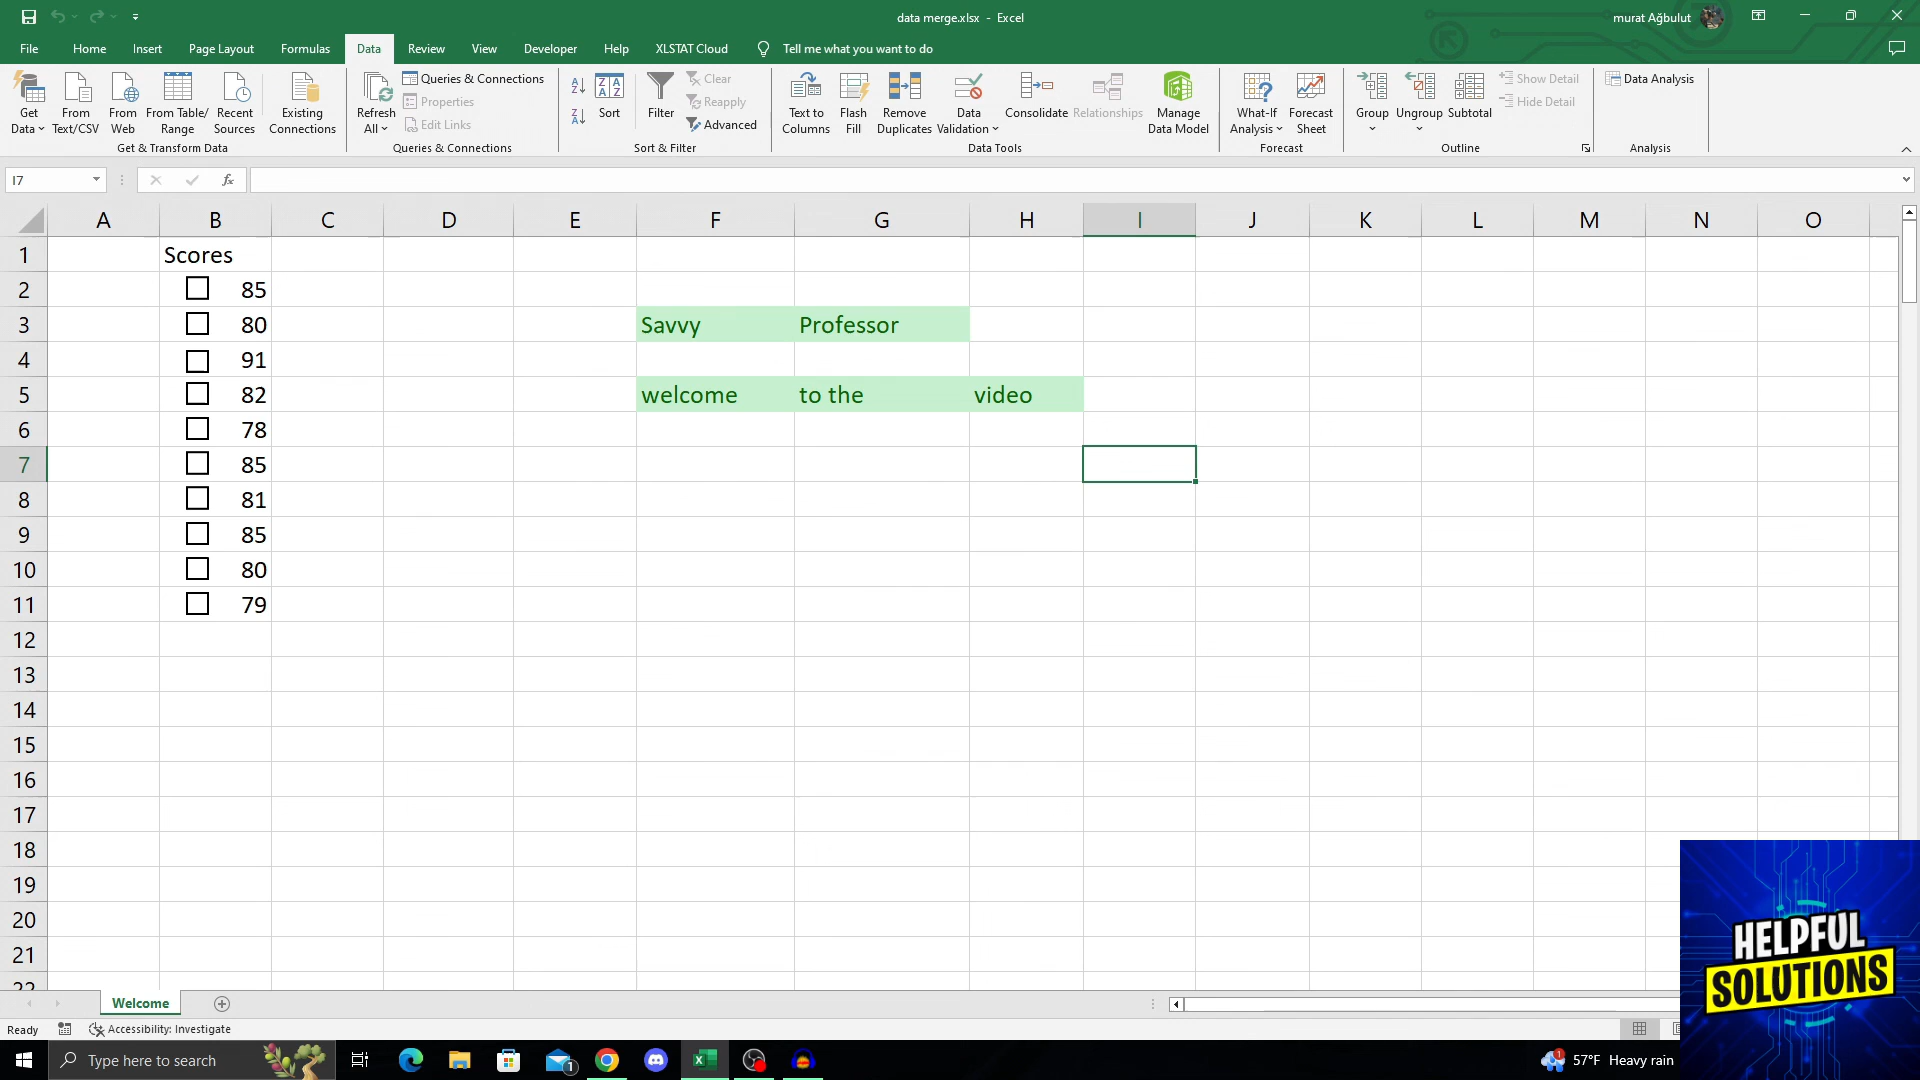 data merge.xlsx - Excel
murat Ağbulut
File Home Insert Page Layout Formulas Data Review View Developer Help XLSTAT Cloud Tell me what you want to do
Get Data
From Text/CSV
From Web
From Table/ Range
Recent Sources
Existing Connections
Get & Transform Data
Refresh All
Queries & Connections
Properties
Edit Links
Queries & Connections
Sort
Filter
Clear
Reapply
Advanced
Sort & Filter
Text to Columns
Flash Fill
Remove Duplicates
Data Validation
Consolidate
Relationships
Manage Data Model
Data Tools
What-If Analysis
Forecast Sheet
Forecast
Group
Ungroup
Subtotal
Show Detail
Hide Detail
Outline
Data Analysis
Analysis
I7
fx
A B C D E F G H I J K L M N O
1 Scores
2 85
3 80 Savvy Professor
4 91
5 82 welcome to the video
6 78
7 85
8 81
9 85
10 80
11 79
12
13
14
15
16
17
18
19
20
21
22
Welcome
Ready
Accessibility: Investigate
HELPFUL
SOLUTIONS
Type here to search
1
1
57°F Heavy rain